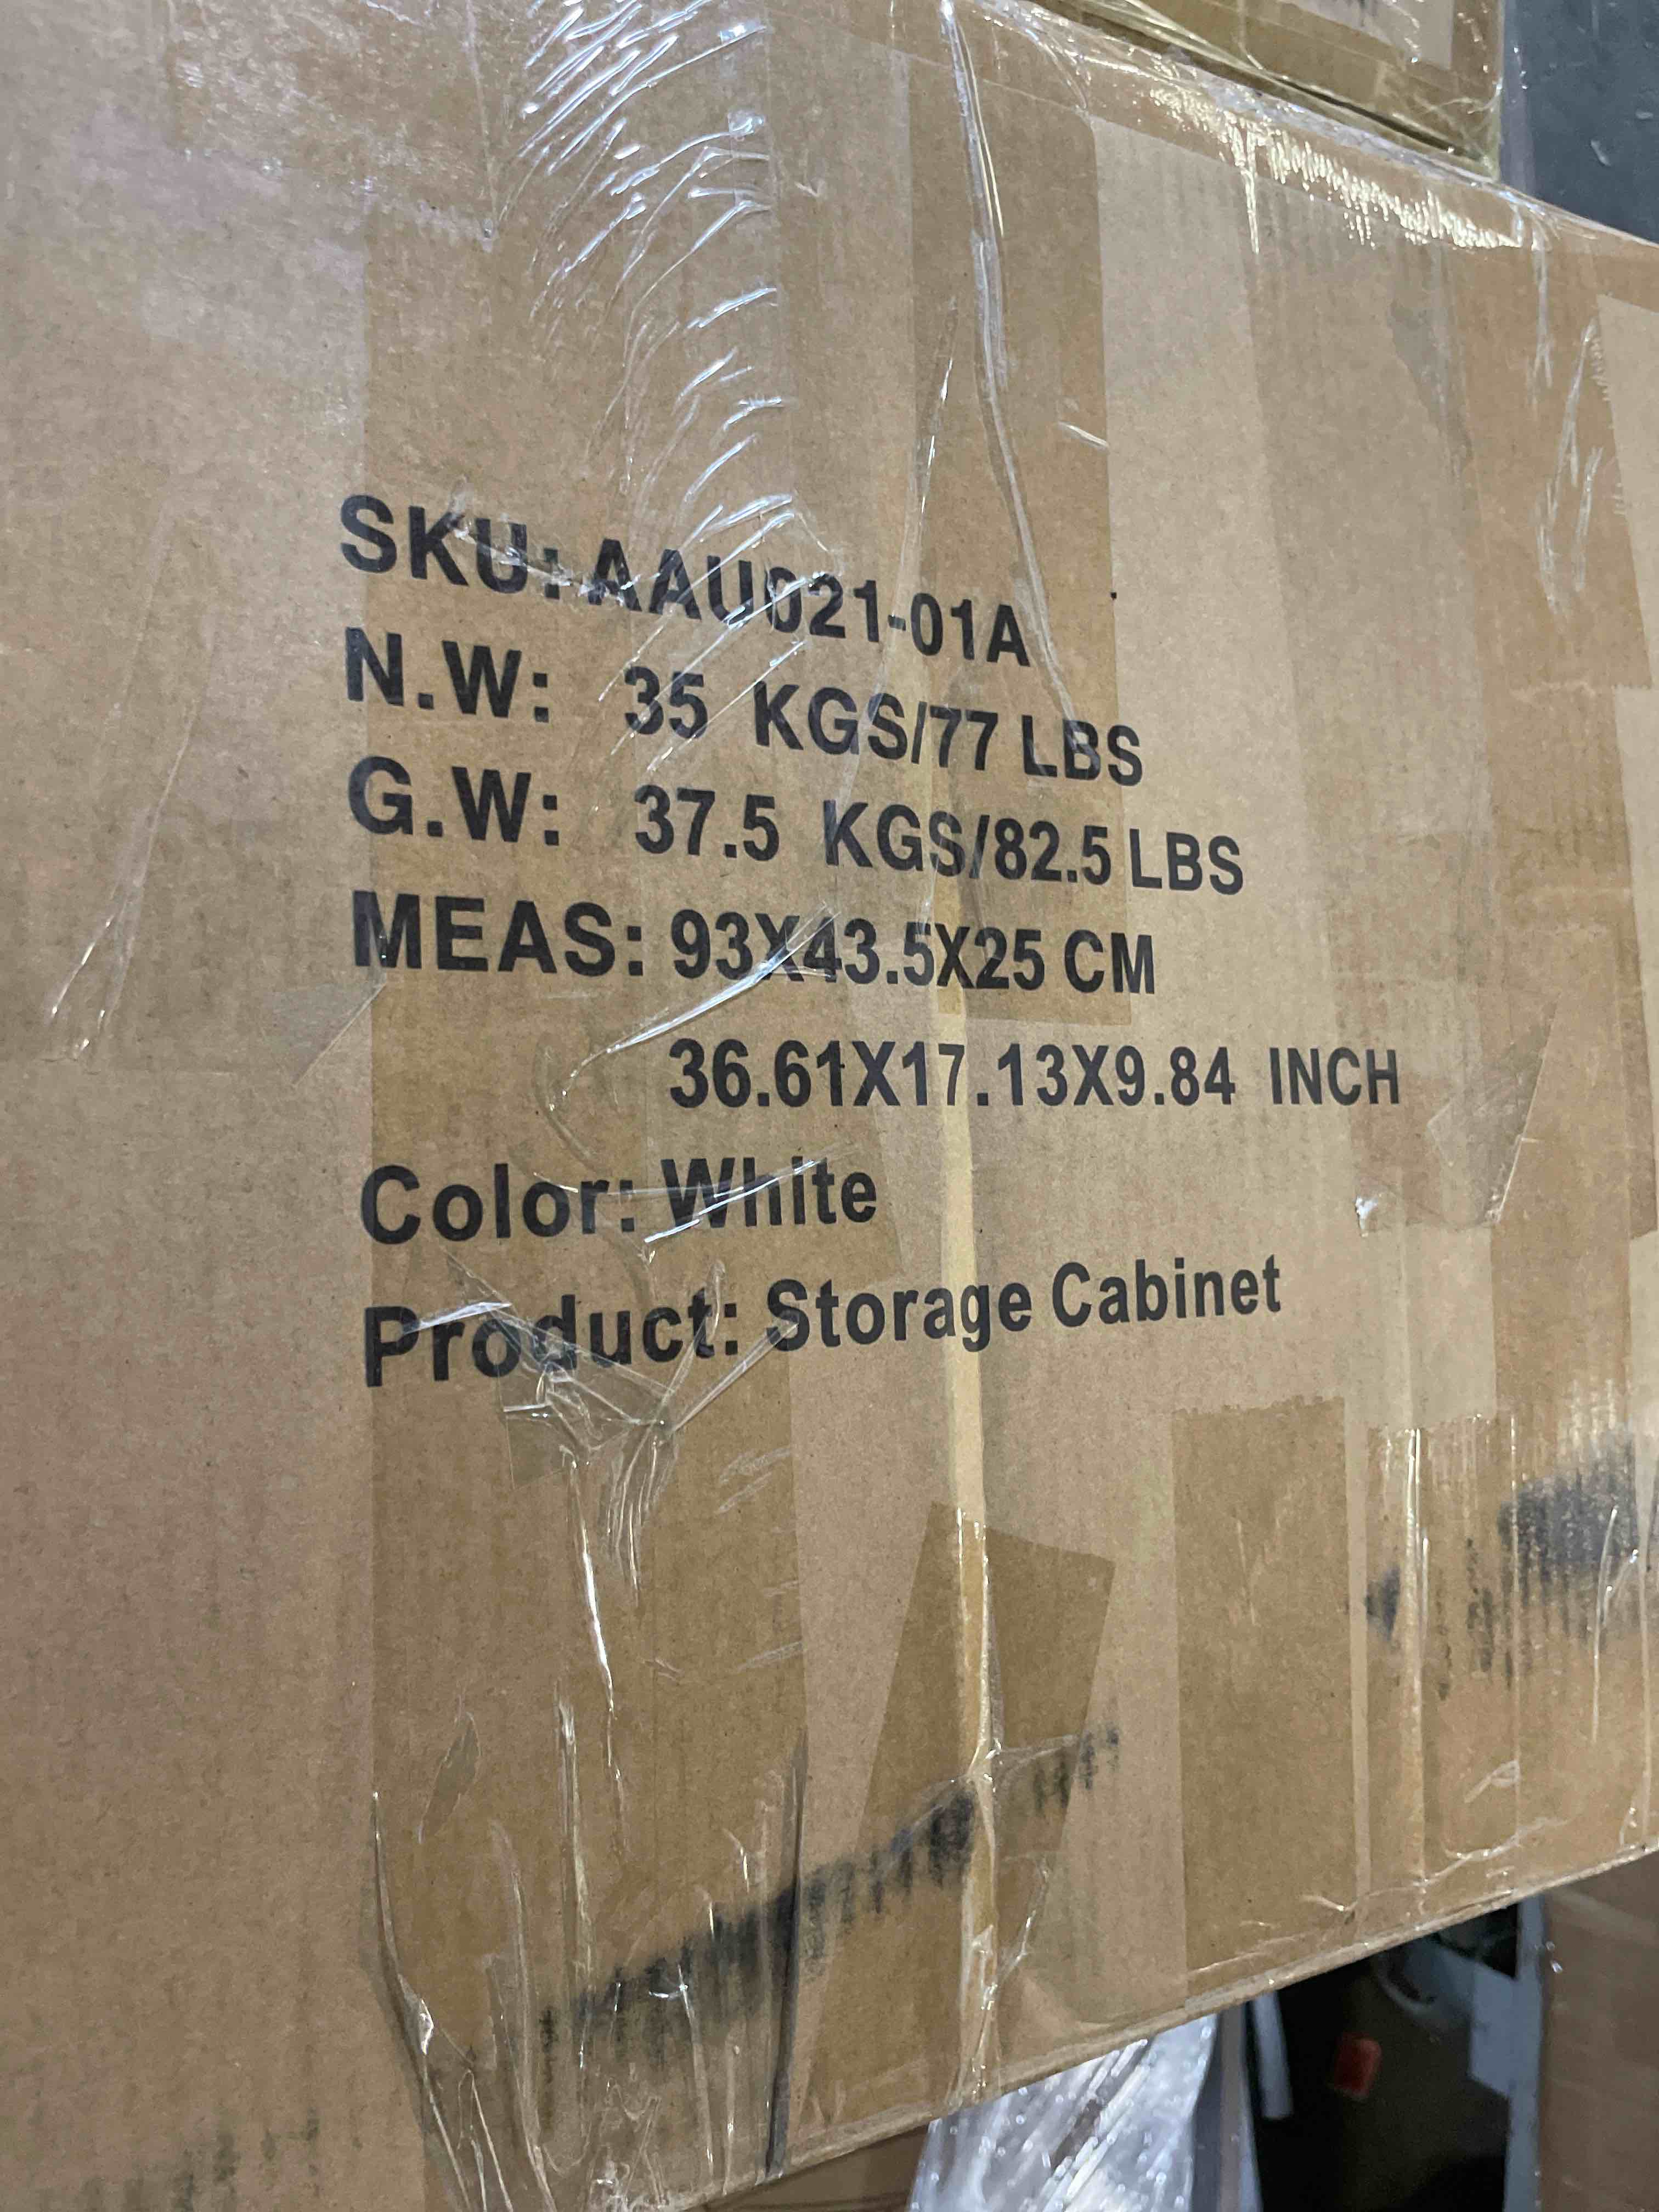 SKU: AAU021-01A
N.W: 35 KGS/77 LBS
G.W: 37.5 KGS/82.5 LBS
MEAS: 93X43.5X25 CM
36.61X17.13X9.84 INCH
Color: White
Product: Storage Cabinet